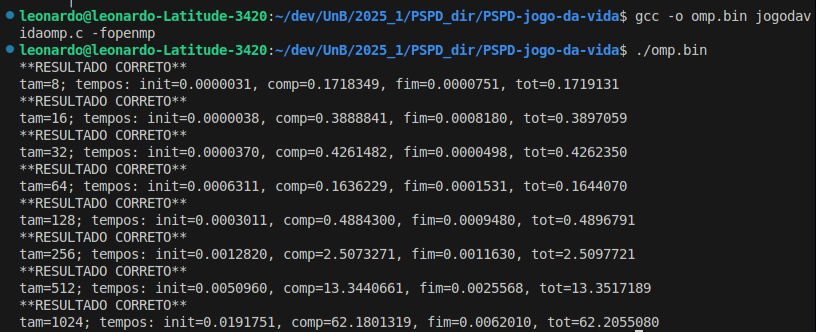 leonardo@leonardo-Latitude-3420:~/dev/UnB/2025_1/PSPD_dir/PSPD-jogo-da-vida$ gcc -o omp.bin jogodav
idaomp.c -fopenmp
leonardo@leonardo-Latitude-3420:~/dev/UnB/2025_1/PSPD_dir/PSPD-jogo-da-vida$ ./omp.bin
**RESULTADO CORRETO**
tam=8; tempos: init=0.0000031, comp=0.1718349, fim=0.0000751, tot=0.1719131
**RESULTADO CORRETO**
tam=16; tempos: init=0.0000038, comp=0.3888841, fim=0.0008180, tot=0.3897059
**RESULTADO CORRETO**
tam=32; tempos: init=0.0000370, comp=0.4261482, fim=0.0000498, tot=0.4262350
**RESULTADO CORRETO**
tam=64; tempos: init=0.0006311, comp=0.1636229, fim=0.0001531, tot=0.1644070
**RESULTADO CORRETO**
tam=128; tempos: init=0.0003011, comp=0.4884300, fim=0.0009480, tot=0.4896791
**RESULTADO CORRETO**
tam=256; tempos: init=0.0012820, comp=2.5073271, fim=0.0011630, tot=2.5097721
**RESULTADO CORRETO**
tam=512; tempos: init=0.0050960, comp=13.3440661, fim=0.0025568, tot=13.3517189
**RESULTADO CORRETO**
tam=1024; tempos: init=0.0191751, comp=62.1801319, fim=0.0062010, tot=62.2055080